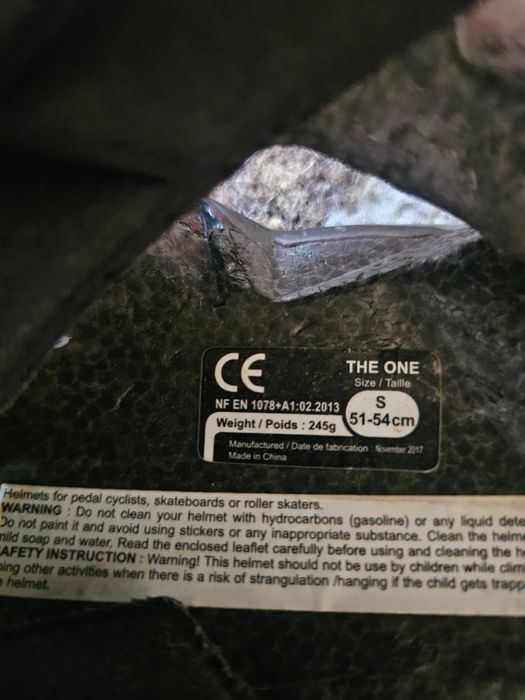 CE
THE ONE
Size / Taille
NF EN 1078+A1:02.2013
S
51-54cm
Weight / Poids : 245g
Manufactured / Date de fabrication : November 2017
Made in China
Helmets for pedal cyclists, skateboards or roller skaters.
WARNING : Do not clean your helmet with hydrocarbons (gasoline) or any liquid
Do not paint it and avoid using stickers or any inappropriate substance. Clean the
mild soap and water. Read the enclosed leaflet carefully before using and cleaning the
SAFETY INSTRUCTION : Warning! This helmet should not be use by children while
other activities when there is a risk of strangulation /hanging if the child gets
helmet.